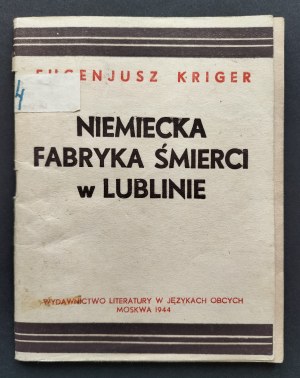 EUGENJUSZ KRIGER
4
NIEMIECKA
FABRYKA ŚMIERCI
w LUBLINIE
WYDAWNICTWO LITERATURY W JĘZYKACH OBCYCH
MOSKWA 1944